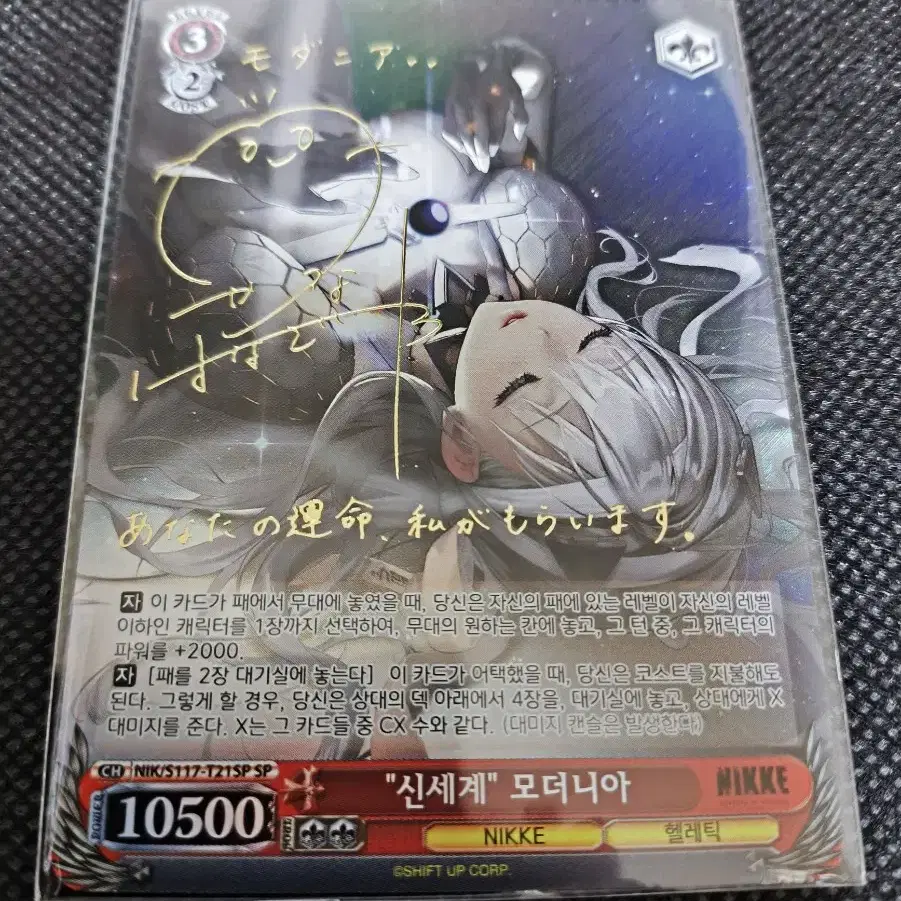 LEVEL
3
2
COST
モダニア..
あなたの運命、私がもらいます。
자 이 카드가 패에서 무대에 놓였을 때, 당신은 자신의 패에 있는 레벨이 자신의 레벨
이하인 캐릭터를 1장까지 선택하여, 무대의 원하는 칸에 놓고, 그 턴 중, 그 캐릭터의
파워를 +2000.
자 [패를 2장 대기실에 놓는다] 이 카드가 어택했을 때, 당신은 코스트를 지불해도
된다. 그렇게 할 경우, 당신은 상대의 덱 아래에서 4장을, 대기실에 놓고, 상대에게 X
대미지를 준다. X는 그 카드들 중 CX 수와 같다. (대미지 캔슬은 발생한다)
CH NIK/S117-T21SP SP
"신세계" 모더니아
NIKKE
POWER
10500
SOUL
NIKKE
헬레틱
©SHIFT UP CORP.